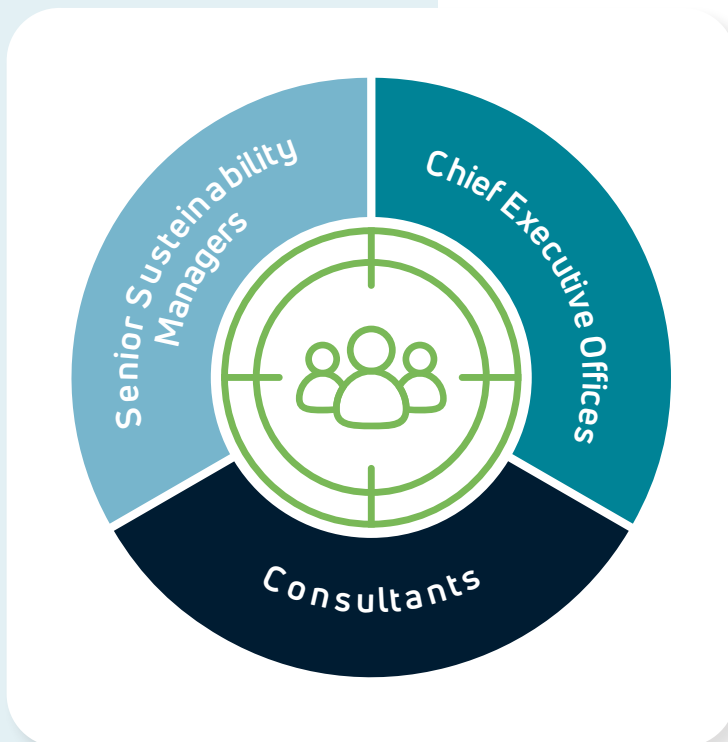 Senior Susteinability
Managers
Chief Executive Offices
Consultants